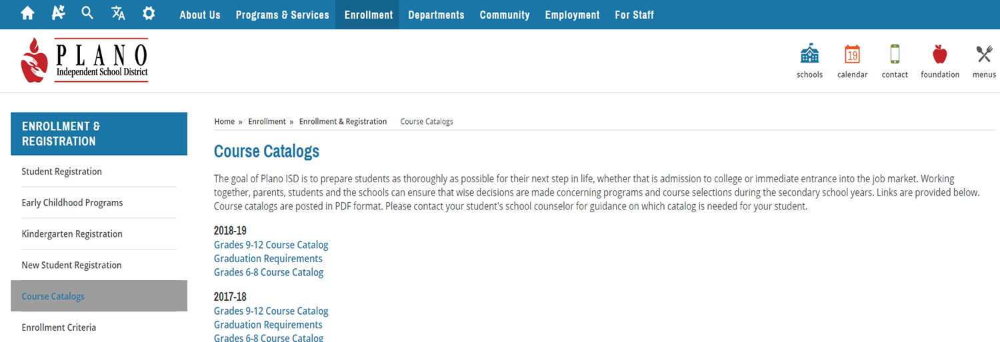 About Us Programs & Services Enrollment Departments Community Employment For Staff
PLANO
Independent School District
19
schools calendar contact foundation menus
ENROLLMENT &
REGISTRATION
Student Registration
Early Childhood Programs
Kindergarten Registration
New Student Registration
Course Catalogs
Enrollment Criteria
Home » Enrollment » Enrollment & Registration Course Catalogs
Course Catalogs
The goal of Plano ISD is to prepare students as thoroughly as possible for their next step in life, whether that is admission to college or immediate entrance into the job market. Working
together, parents, students and the schools can ensure that wise decisions are made concerning programs and course selections during the secondary school years. Links are provided below.
Course catalogs are posted in PDF format. Please contact your student's school counselor for guidance on which catalog is needed for your student.
2018-19
Grades 9-12 Course Catalog
Graduation Requirements
Grades 6-8 Course Catalog
2017-18
Grades 9-12 Course Catalog
Graduation Requirements
Grades 6-8 Course Catalog